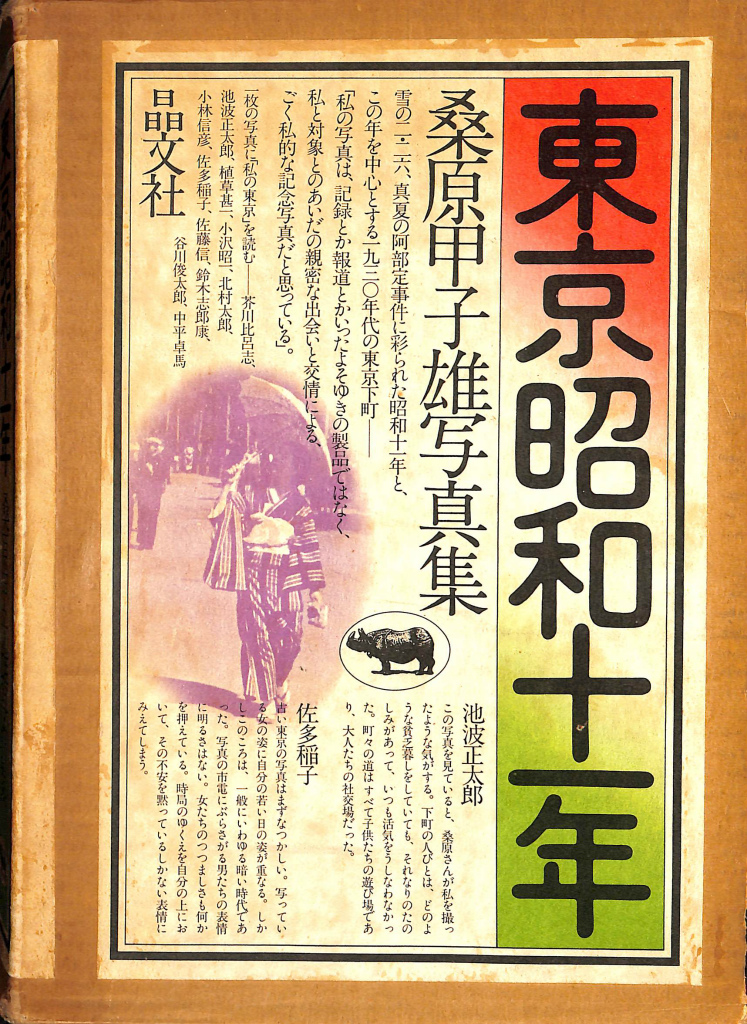 東京昭和十一年
桑原甲子雄写真集
雪の二・二六、真夏の阿部定事件に彩られた昭和十一年と、
この年を中心とする一九三〇年代の東京下町——
「私の写真は、記録とか報道とかいったよそゆきの製品ではなく、
私と対象とのあいだの親密な出会いと交情による、
ごく私的な記念写真だと思っている」。
一枚の写真に「私の東京」を読む——芥川比呂志、
池波正太郎、植草甚一、小沢昭一、北村太郎、
小林信彦、佐多稲子、佐藤信、鈴木志郎康、
谷川俊太郎、中平卓馬
晶文社
池波正太郎
この写真を見ていると、桑原さんが私を撮っ
たような気がする。下町の人びとは、どのよ
うな貧乏暮しをしていても、それなりのたの
しみがあって、いつも活気をうしなわなかっ
た。町々の道はすべて子供たちの遊び場であ
り、大人たちの社交場だった。
佐多稲子
古い東京の写真はまずなつかしい。写ってい
る女の姿に自分の若い日の姿が重なる。しか
しこのころは、一般にいわゆる暗い時代であ
った。写真の市電にぶらさがる男たちの表情
に明るさはない。女たちのつつましさも何か
を押えている。時局のゆくえを自分の上にお
いて、その不安を黙っているしかない表情に
みえてしまう。